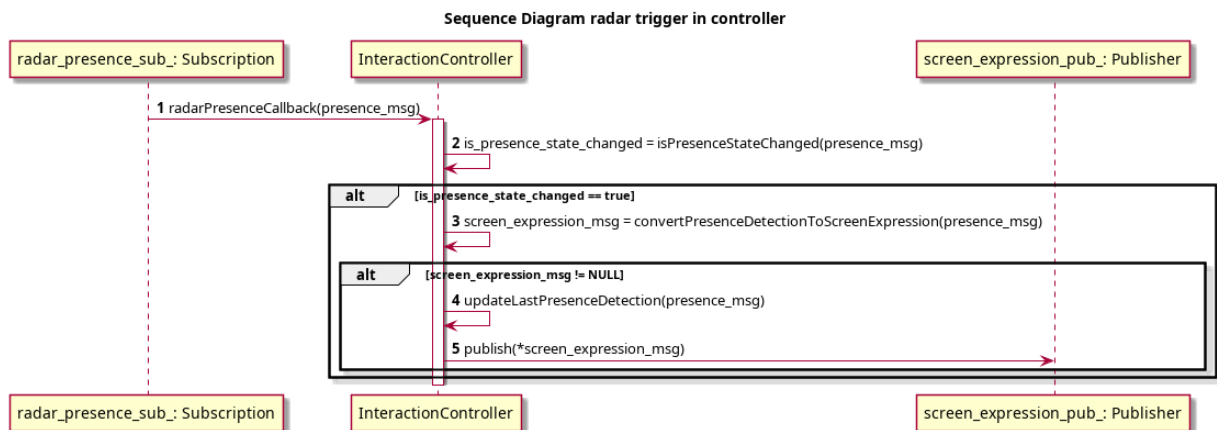 Sequence Diagram radar trigger in controller
radar_presence_sub_: Subscription
InteractionController
screen_expression_pub_: Publisher
1 radarPresenceCallback(presence_msg)
2 is_presence_state_changed = isPresenceStateChanged(presence_msg)
alt [is_presence_state_changed == true]
3 screen_expression_msg = convertPresenceDetectionToScreenExpression(presence_msg)
alt [screen_expression_msg != NULL]
4 updateLastPresenceDetection(presence_msg)
5 publish(*screen_expression_msg)
radar_presence_sub_: Subscription
InteractionController
screen_expression_pub_: Publisher